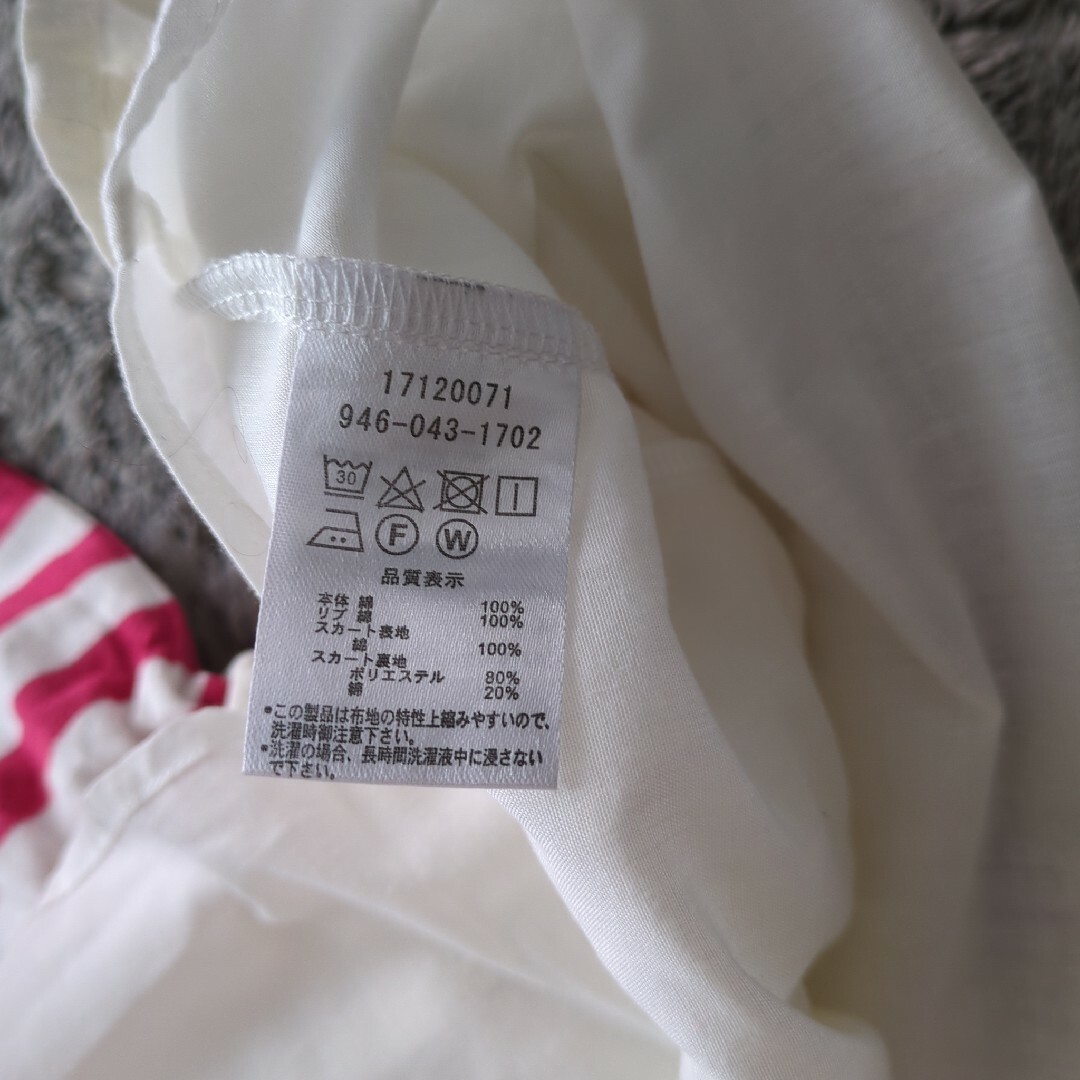 17120071
946-043-1702
30
F W
品質表示
本体 綿 100%
リブ 綿 100%
スカート表地
綿 100%
スカート裏地
ポリエステル 80%
綿 20%
*この製品は布地の特性上縮みやすいので、
洗濯時御注意下さい。
*洗濯の場合、長時間洗濯液中に浸さない
で下さい。